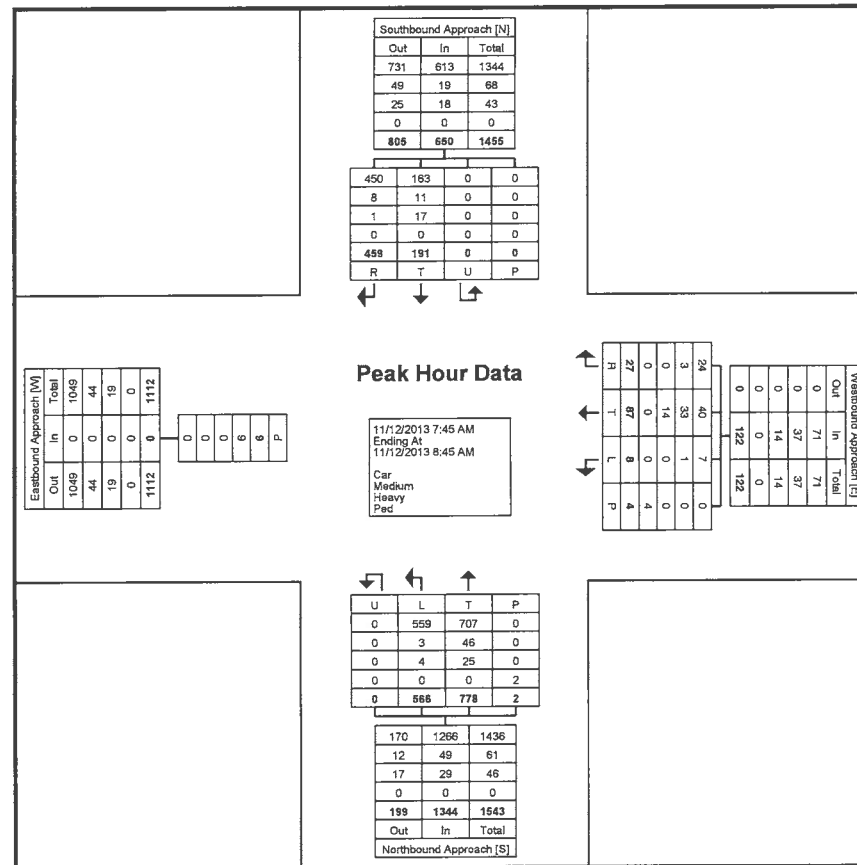 Southbound Approach [N]
Out In Total
731 613 1344
49 19 68
25 18 43
0 0 0
805 650 1455
450 163 0 0
8 11 0 0
1 17 0 0
0 0 0 0
459 191 0 0
R T U P
Eastbound Approach [W]
Total 1049 44 19 0 1112
In 0 0 0 0 0
Out 1049 44 19 0 1112
0 0 0 6 6 P
Peak Hour Data
11/12/2013 7:45 AM
Ending At
11/12/2013 8:45 AM
Car
Medium
Heavy
Ped
R 27 0 0 3 24
T 87 0 14 33 40
L 8 0 0 1 7
P 4 4 0 0 0
Out 0 0 0 0 0
In 71 37 14 0 122
Total 71 37 14 0 122
Westbound Approach [E]
U L T P
0 559 707 0
0 3 46 0
0 4 25 0
0 0 0 2
0 566 778 2
170 1266 1436
12 49 61
17 29 46
0 0 0
199 1344 1543
Out In Total
Northbound Approach [S]